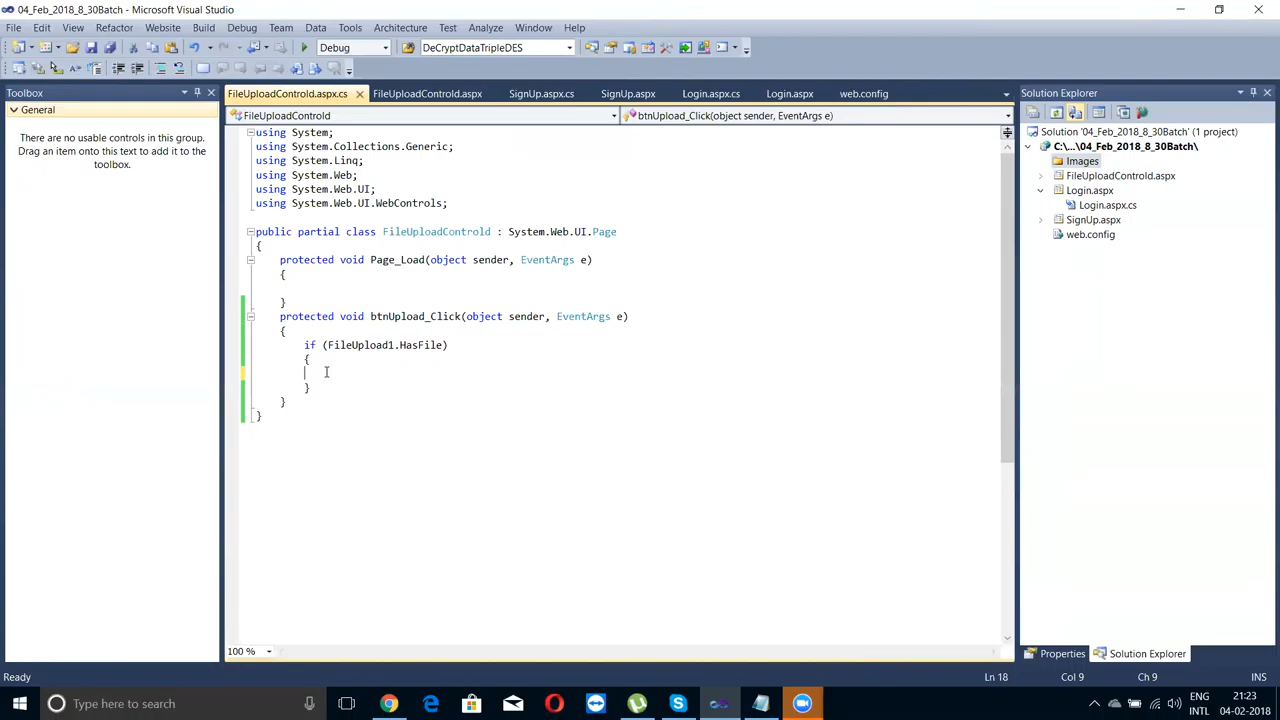 04_Feb_2018_8_30Batch - Microsoft Visual Studio
File Edit View Refactor Website Build Debug Team Data Tools Architecture Test Analyze Window Help
Debug DeCryptDataTripleDES
Toolbox
General
There are no usable controls in this group. Drag an item onto this text to add it to the toolbox.
FileUploadControld.aspx.cs FileUploadControld.aspx SignUp.aspx.cs SignUp.aspx Login.aspx.cs Login.aspx web.config
FileUploadControld btnUpload_Click(object sender, EventArgs e)
using System;
using System.Collections.Generic;
using System.Linq;
using System.Web;
using System.Web.UI;
using System.Web.UI.WebControls;
public partial class FileUploadControld : System.Web.UI.Page
{
protected void Page_Load(object sender, EventArgs e)
{
}
protected void btnUpload_Click(object sender, EventArgs e)
{
if (FileUpload1.HasFile)
{
}
}
}
100 %
Solution Explorer
Solution '04_Feb_2018_8_30Batch' (1 project)
C:\...\04_Feb_2018_8_30Batch\
Images
FileUploadControld.aspx
Login.aspx
Login.aspx.cs
SignUp.aspx
web.config
Properties Solution Explorer
Ready Ln 18 Col 9 Ch 9 INS
Type here to search
ENG
INTL
21:23
04-02-2018